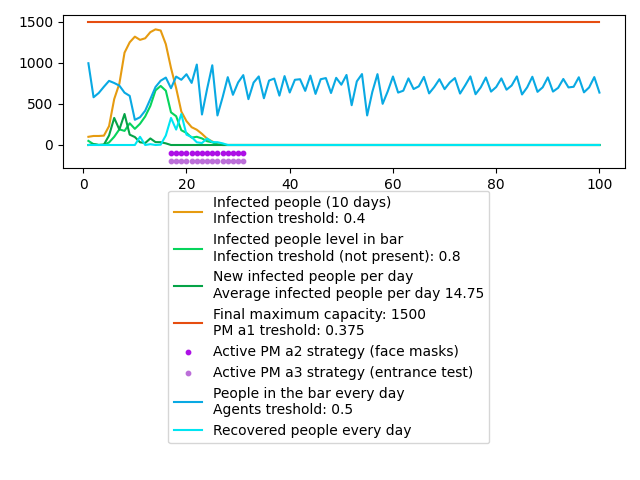 1500
1000
500
0
0
20
40
60
80
100
Infected people (10 days)
Infection treshold: 0.4
Infected people level in bar
Infection treshold (not present): 0.8
New infected people per day
Average infected people per day 14.75
Final maximum capacity: 1500
PM a1 treshold: 0.375
Active PM a2 strategy (face masks)
Active PM a3 strategy (entrance test)
People in the bar every day
Agents treshold: 0.5
Recovered people every day